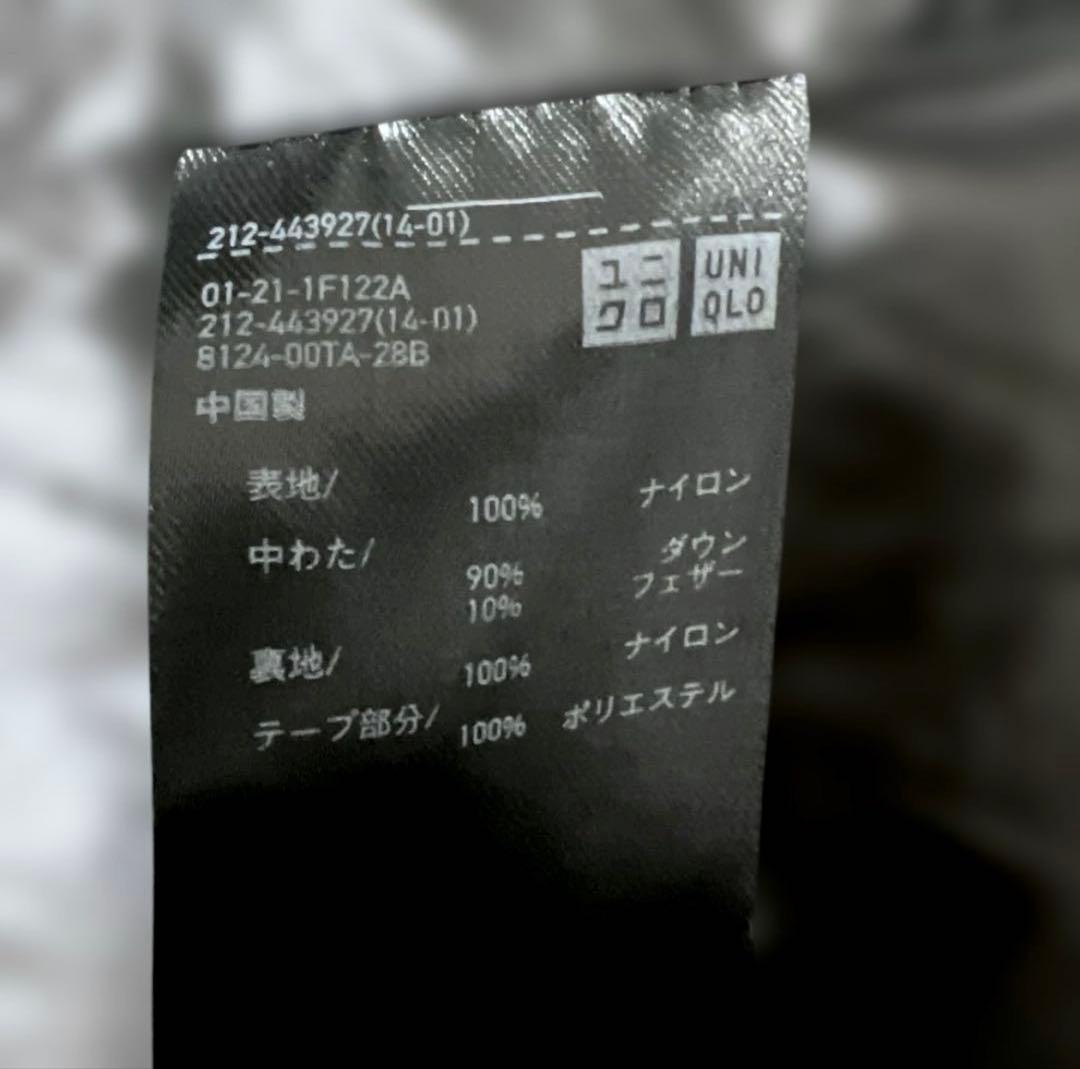 212-443927(14-01)
ユニ
クロ
UNI
QLO
01-21-1F122A
212-443927(14-01)
8124-00TA-28B
中国製
表地/
100% ナイロン
中わた/
90% ダウン
10% フェザー
裏地/
100% ナイロン
テープ部分/
100% ポリエステル